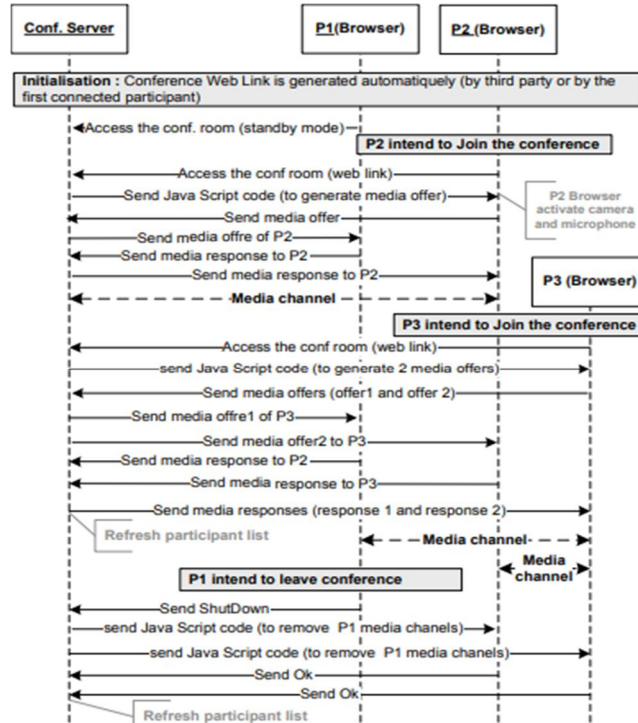 Conf. Server
P1(Browser)
P2 (Browser)
Initialisation : Conference Web Link is generated automatiquely (by third party or by the
first connected participant)
Access the conf. room (standby mode)
P2 intend to Join the conference
Access the conf room (web link)
Send Java Script code (to generate media offer)
P2 Browser
activate camera
and microphone
Send media offer
Send media offre of P2
Send media response to P2
Send media response to P2
Media channel
P3 (Browser)
P3 intend to Join the conference
Access the conf room (web link)
send Java Script code (to generate 2 media offers)
Send media offers (offer1 and offer 2)
Send media offre1 of P3
Send media offer2 to P3
Send media response to P2
Send media response to P3
Send media responses (response 1 and response 2)
Refresh participant list
Media channel
Media
channel
P1 intend to leave conference
Send ShutDown
send Java Script code (to remove P1 media chanels)
send Java Script code (to remove P1 media chanels)
Send Ok
Send Ok
Refresh participant list